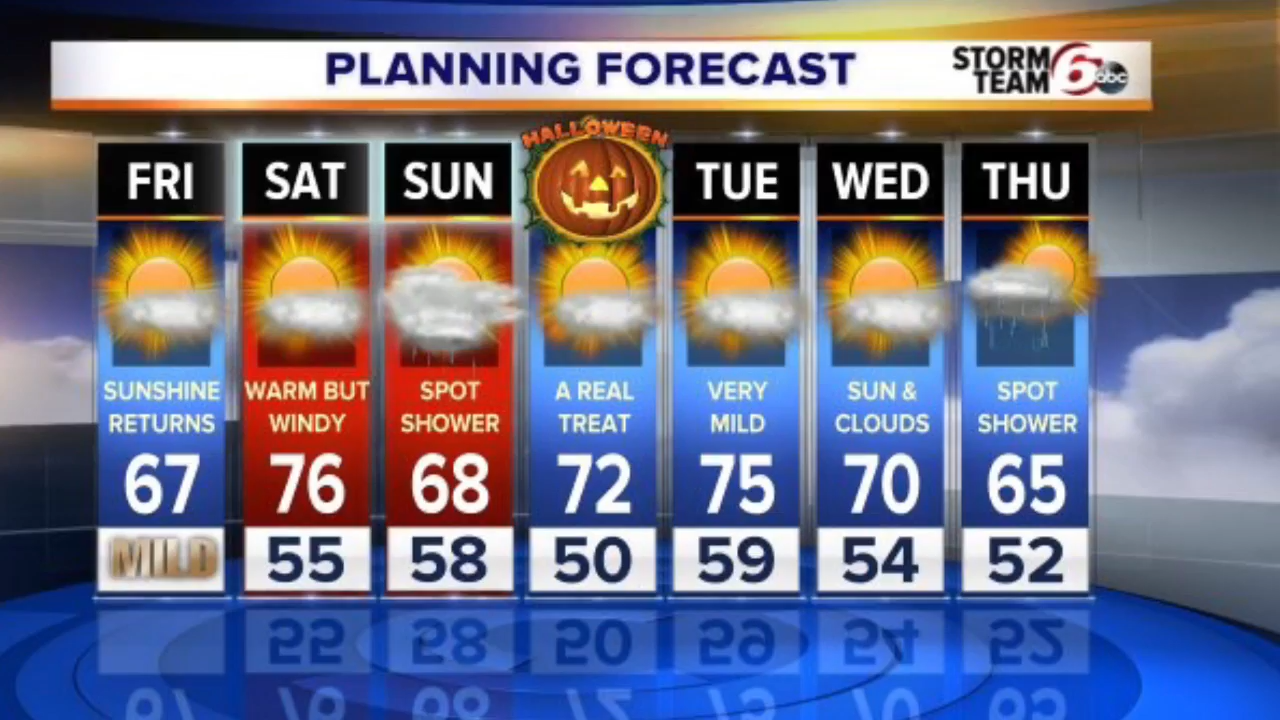 PLANNING FORECAST
STORM
TEAM
6abc
HALLOWEEN
FRI SAT SUN TUE WED THU
SUNSHINE WARM BUT SPOT A REAL VERY SUN & SPOT
RETURNS WINDY SHOWER TREAT MILD CLOUDS SHOWER
67 76 68 72 75 70 65
MILD 55 58 50 59 54 52